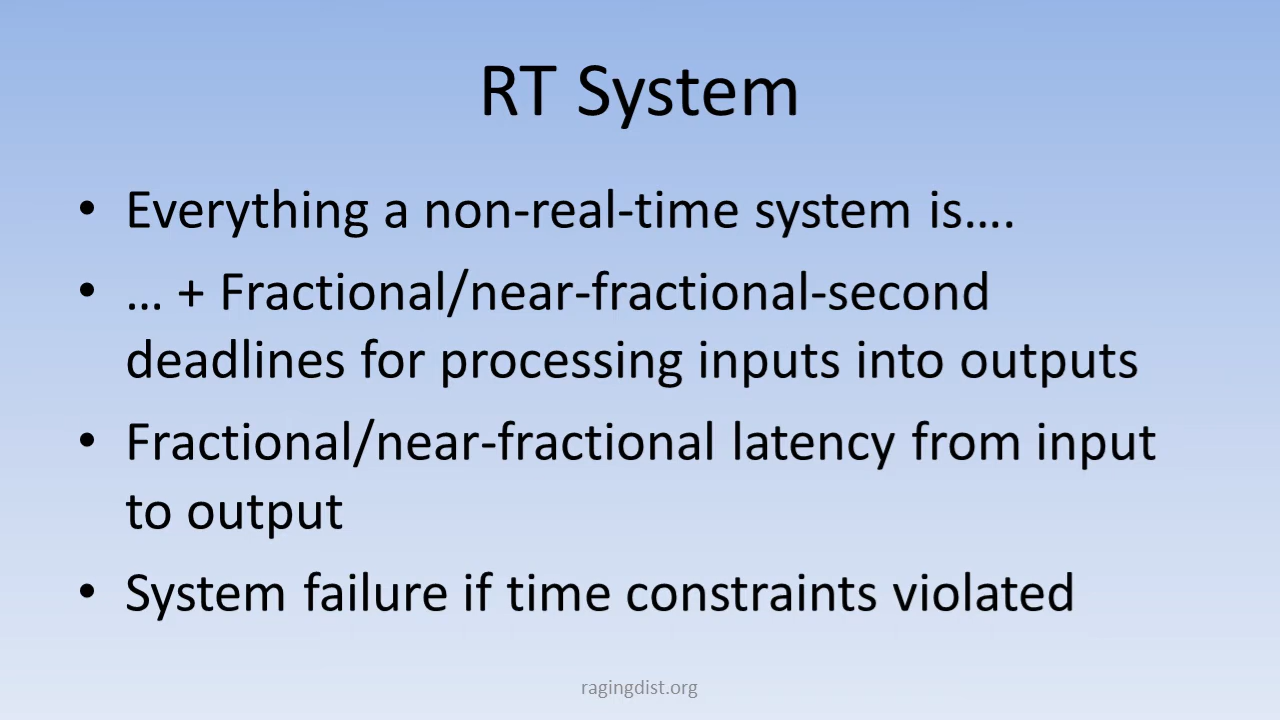 RT System
• Everything a non-real-time system is….
• … + Fractional/near-fractional-second
deadlines for processing inputs into outputs
• Fractional/near-fractional latency from input
to output
• System failure if time constraints violated
ragingdist.org